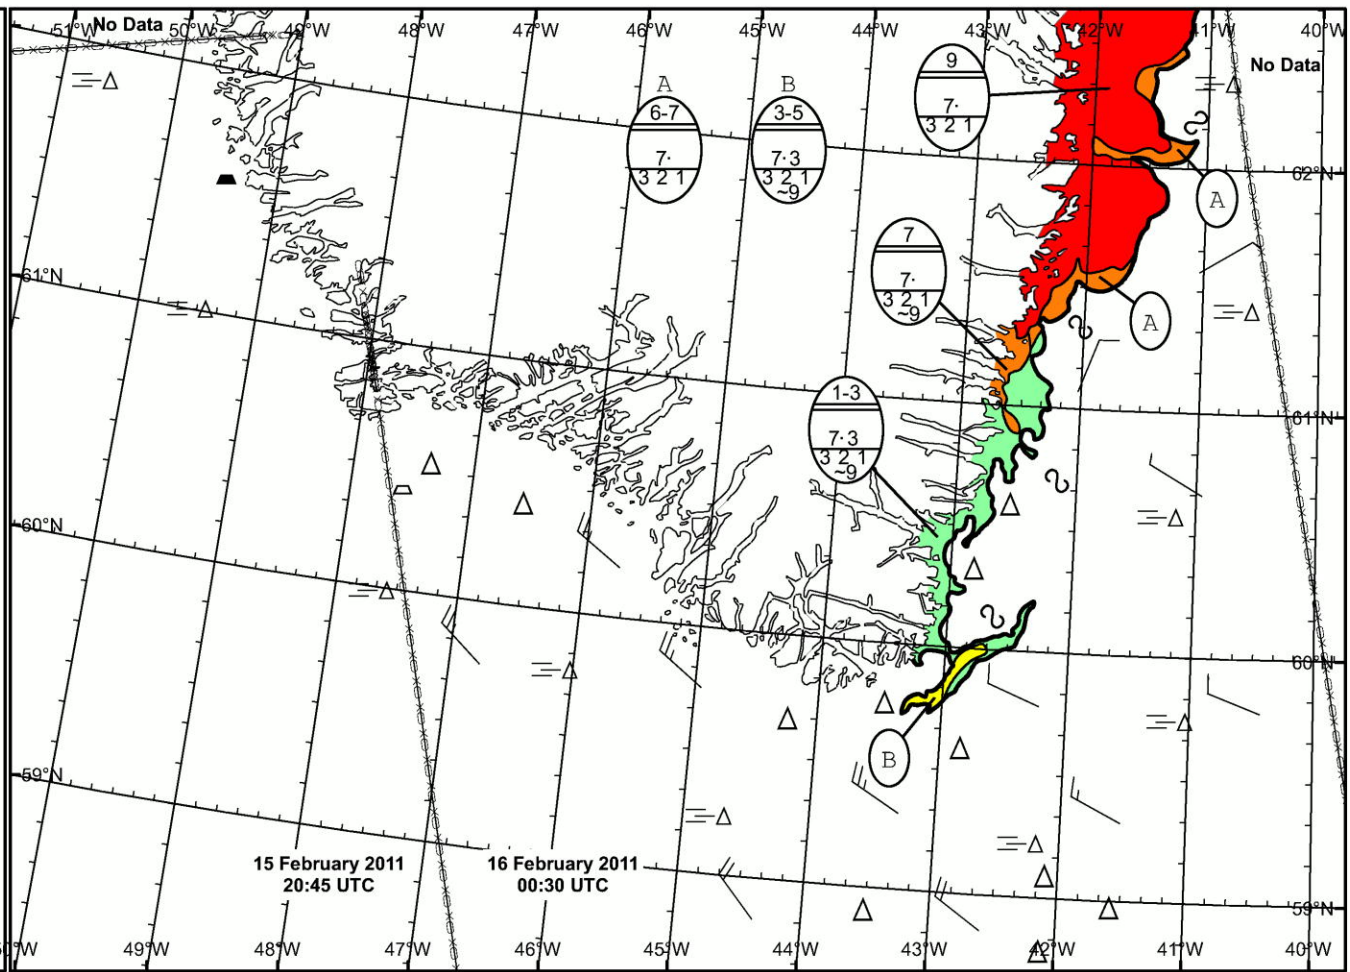 51°W
No Data
50°W
49°W
48°W
47°W
46°W
45°W
44°W
43°W
42°W
41°W
40°W
No Data
A
6-7
7·
3 2 1
B
3-5
7·3
3 2 1
~9
9
7·
3 2 1
62°N
A
7
7·
3 2 1
~9
61°N
A
1-3
7·3
3 2 1
~9
61°N
60°N
60°N
B
59°N
15 February 2011
20:45 UTC
16 February 2011
00:30 UTC
59°N
50°W
49°W
48°W
47°W
46°W
45°W
44°W
43°W
42°W
41°W
40°W